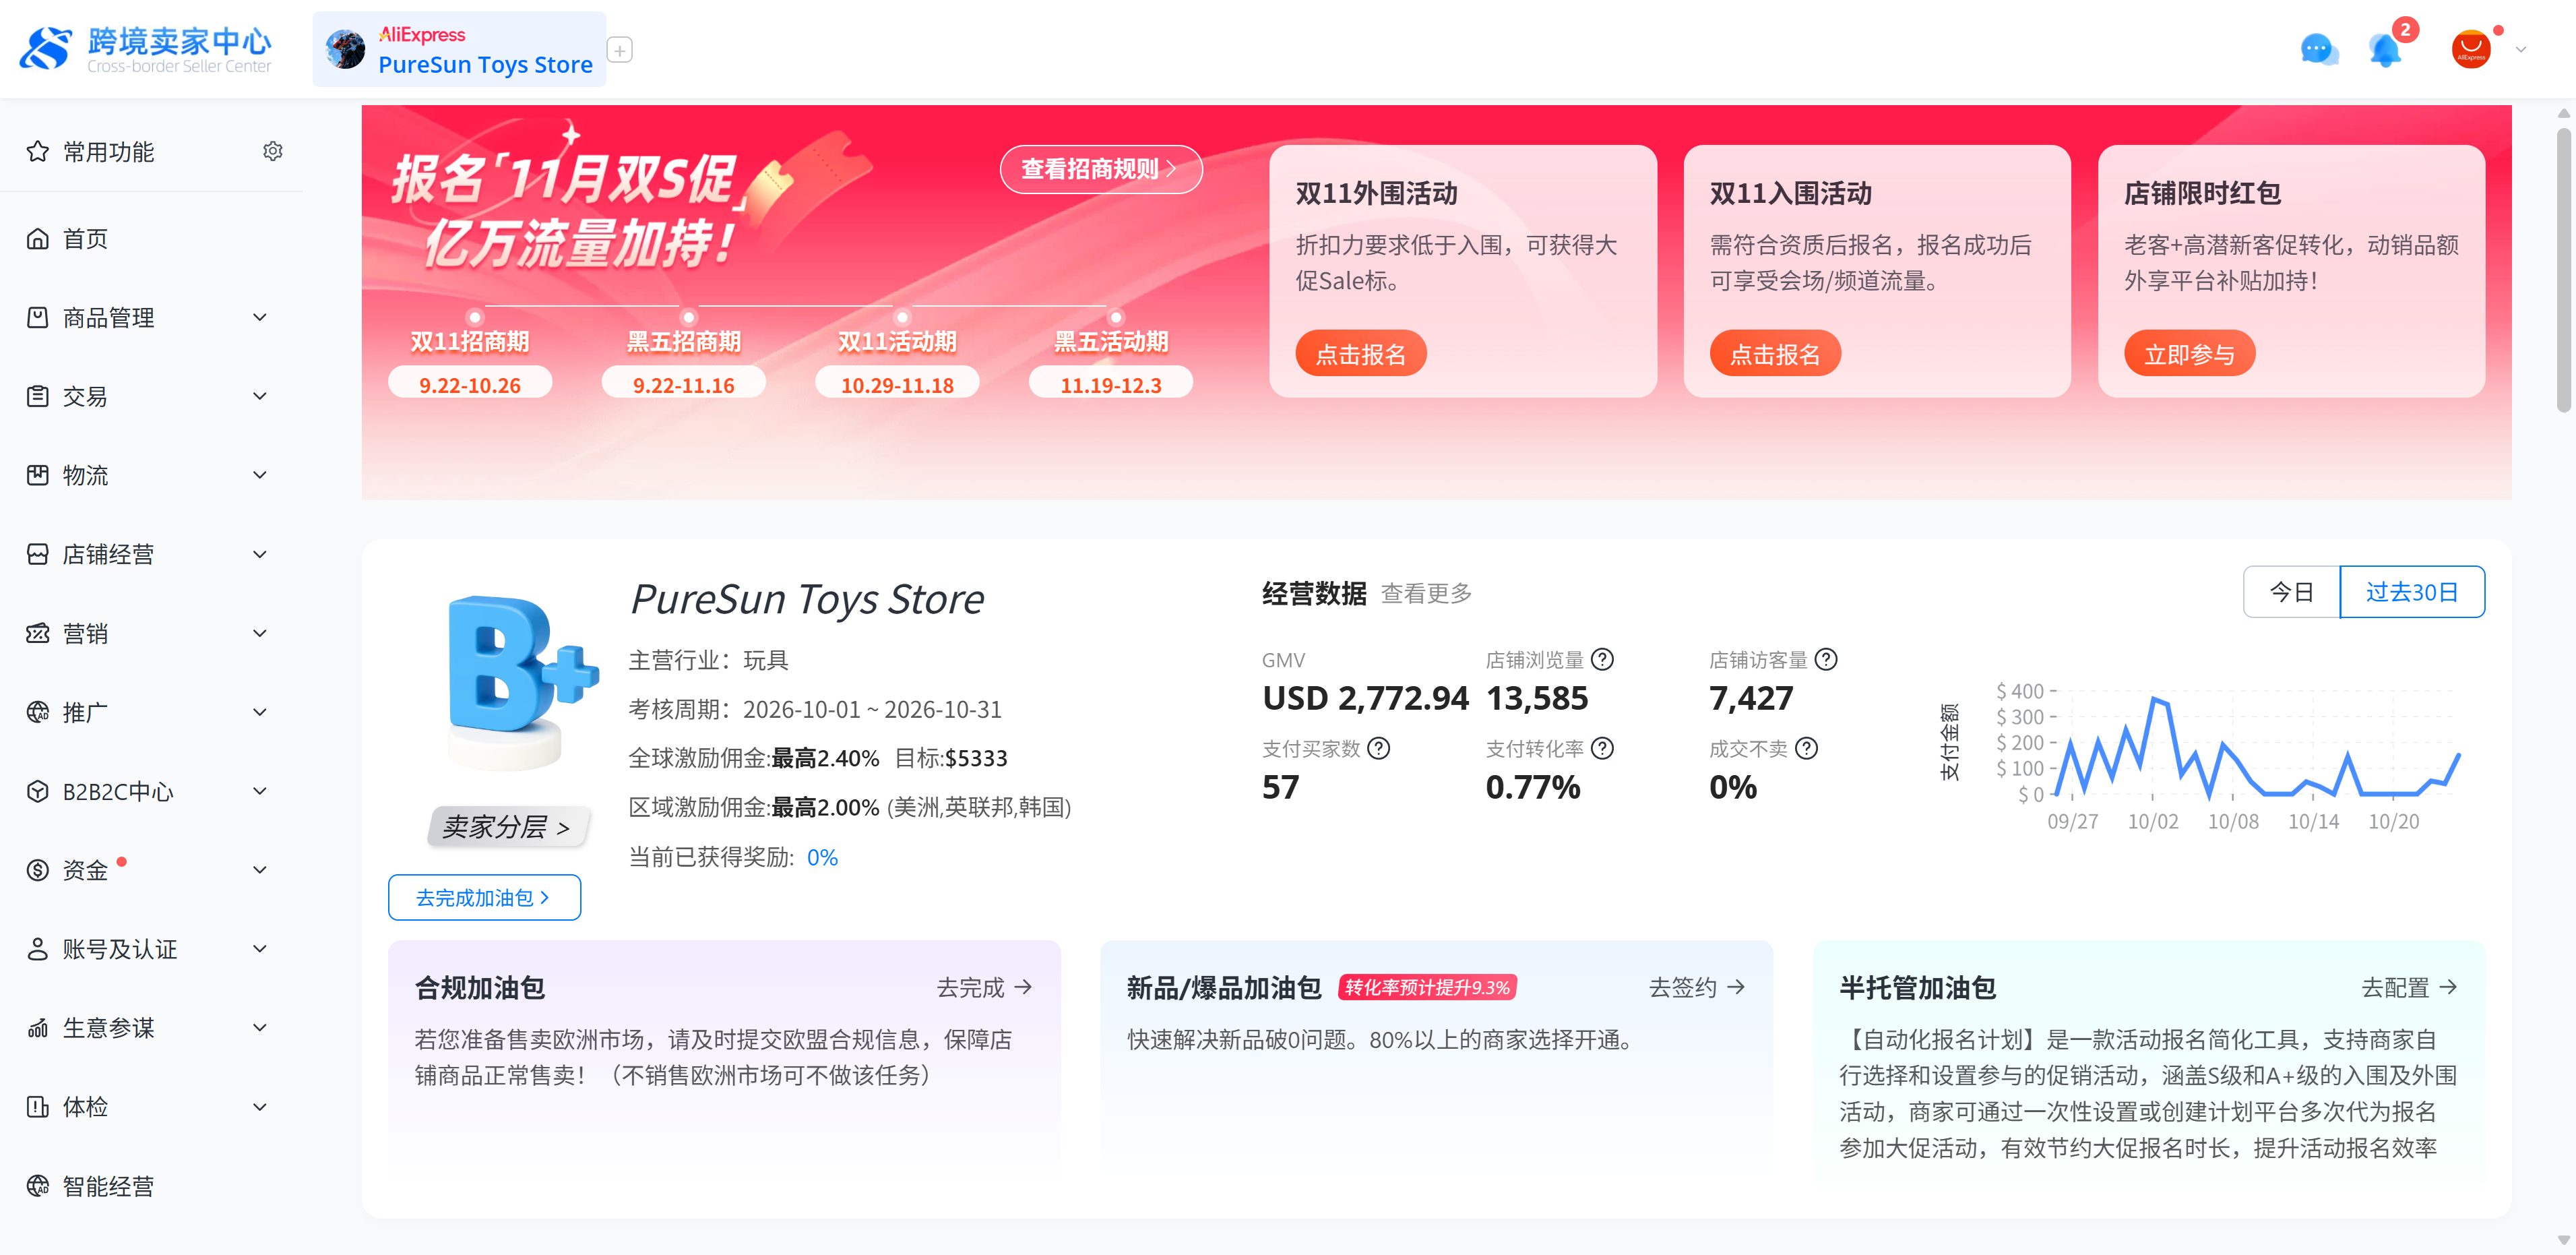 跨境卖家中心
Cross-border Seller Center
AliExpress
PureSun Toys Store
2
AliExpress
常用功能
首页
商品管理
交易
物流
店铺经营
营销
推广
B2B2C中心
资金
账号及认证
生意参谋
体检
智能经营
报名「11月双S促」
亿万流量加持！
查看招商规则
双11招商期
9.22-10.26
黑五招商期
9.22-11.16
双11活动期
10.29-11.18
黑五活动期
11.19-12.3
双11外围活动
折扣力要求低于入围，可获得大
促Sale标。
点击报名
双11入围活动
需符合资质后报名，报名成功后
可享受会场/频道流量。
点击报名
店铺限时红包
老客+高潜新客促转化，动销品额
外享平台补贴加持！
立即参与
B+
卖家分层 >
去完成加油包
PureSun Toys Store
主营行业：玩具
考核周期：2026-10-01 ~ 2026-10-31
全球激励佣金:最高2.40% 目标:$5333
区域激励佣金:最高2.00% (美洲,英联邦,韩国)
当前已获得奖励: 0%
经营数据 查看更多
今日 过去30日
GMV
USD 2,772.94
店铺浏览量
13,585
店铺访客量
7,427
支付买家数
57
支付转化率
0.77%
成交不卖
0%
支付金额
$ 400
$ 300
$ 200
$ 100
$ 0
09/27 10/02 10/08 10/14 10/20
合规加油包 去完成
若您准备售卖欧洲市场，请及时提交欧盟合规信息，保障店
铺商品正常售卖！（不销售欧洲市场可不做该任务）
新品/爆品加油包 转化率预计提升9.3% 去签约
快速解决新品破0问题。80%以上的商家选择开通。
半托管加油包 去配置
【自动化报名计划】是一款活动报名简化工具，支持商家自
行选择和设置参与的促销活动，涵盖S级和A+级的入围及外围
活动，商家可通过一次性设置或创建计划平台多次代为报名
参加大促活动，有效节约大促报名时长，提升活动报名效率